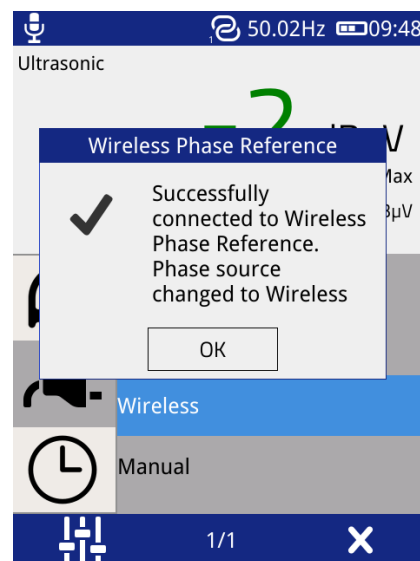 1 50.02Hz 09:48
Ultrasonic
Wireless Phase Reference
Successfully
connected to Wireless
Phase Reference.
Phase source
changed to Wireless
OK
Wireless
Manual
1/1